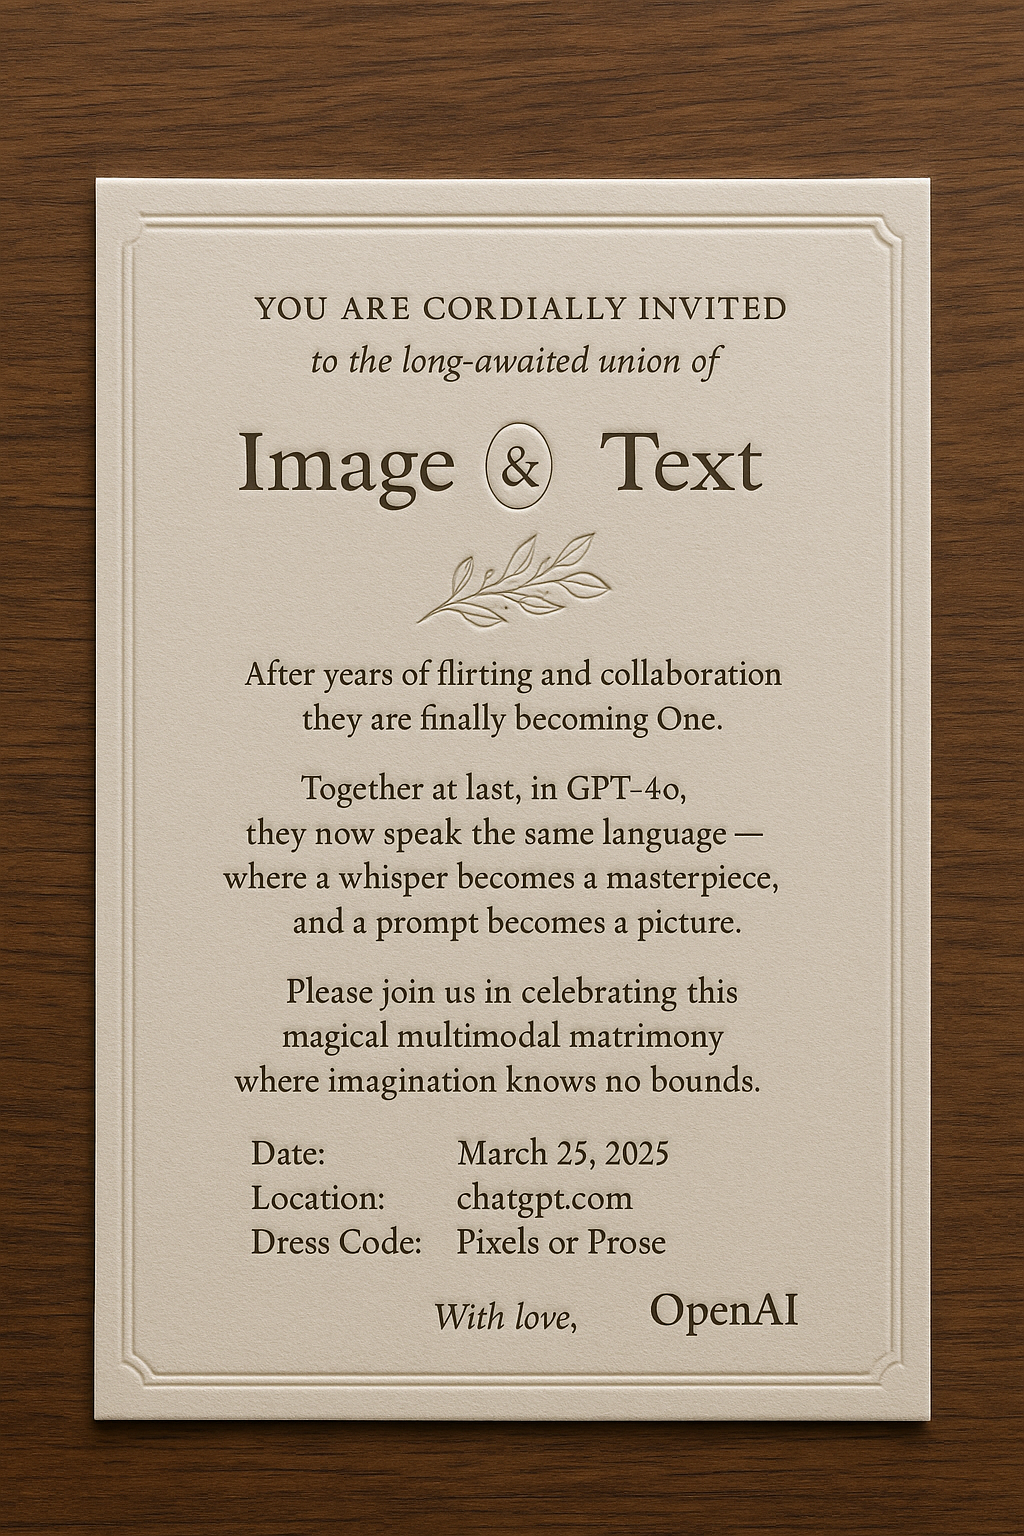 YOU ARE CORDIALLY INVITED
to the long-awaited union of
Image & Text
After years of flirting and collaboration
they are finally becoming One.
Together at last, in GPT-4o,
they now speak the same language —
where a whisper becomes a masterpiece,
and a prompt becomes a picture.
Please join us in celebrating this
magical multimodal matrimony
where imagination knows no bounds.
Date: March 25, 2025
Location: chatgpt.com
Dress Code: Pixels or Prose
With love, OpenAI